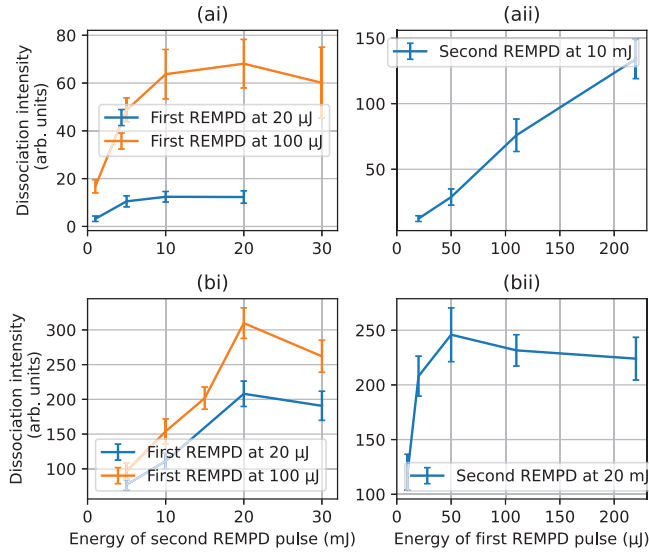 (ai)
(aii)
Dissociation intensity
(arb. units)
80
60
40
20
0
First REMPD at 20 μJ
First REMPD at 100 μJ
0
10
20
30
150
100
50
Second REMPD at 10 mJ
0
50
100
150
200
(bi)
(bii)
Dissociation intensity
(arb. units)
300
250
200
150
100
First REMPD at 20 μJ
First REMPD at 100 μJ
0
10
20
30
Energy of second REMPD pulse (mJ)
250
200
150
100
Second REMPD at 20 mJ
0
50
100
150
200
Energy of first REMPD pulse (μJ)